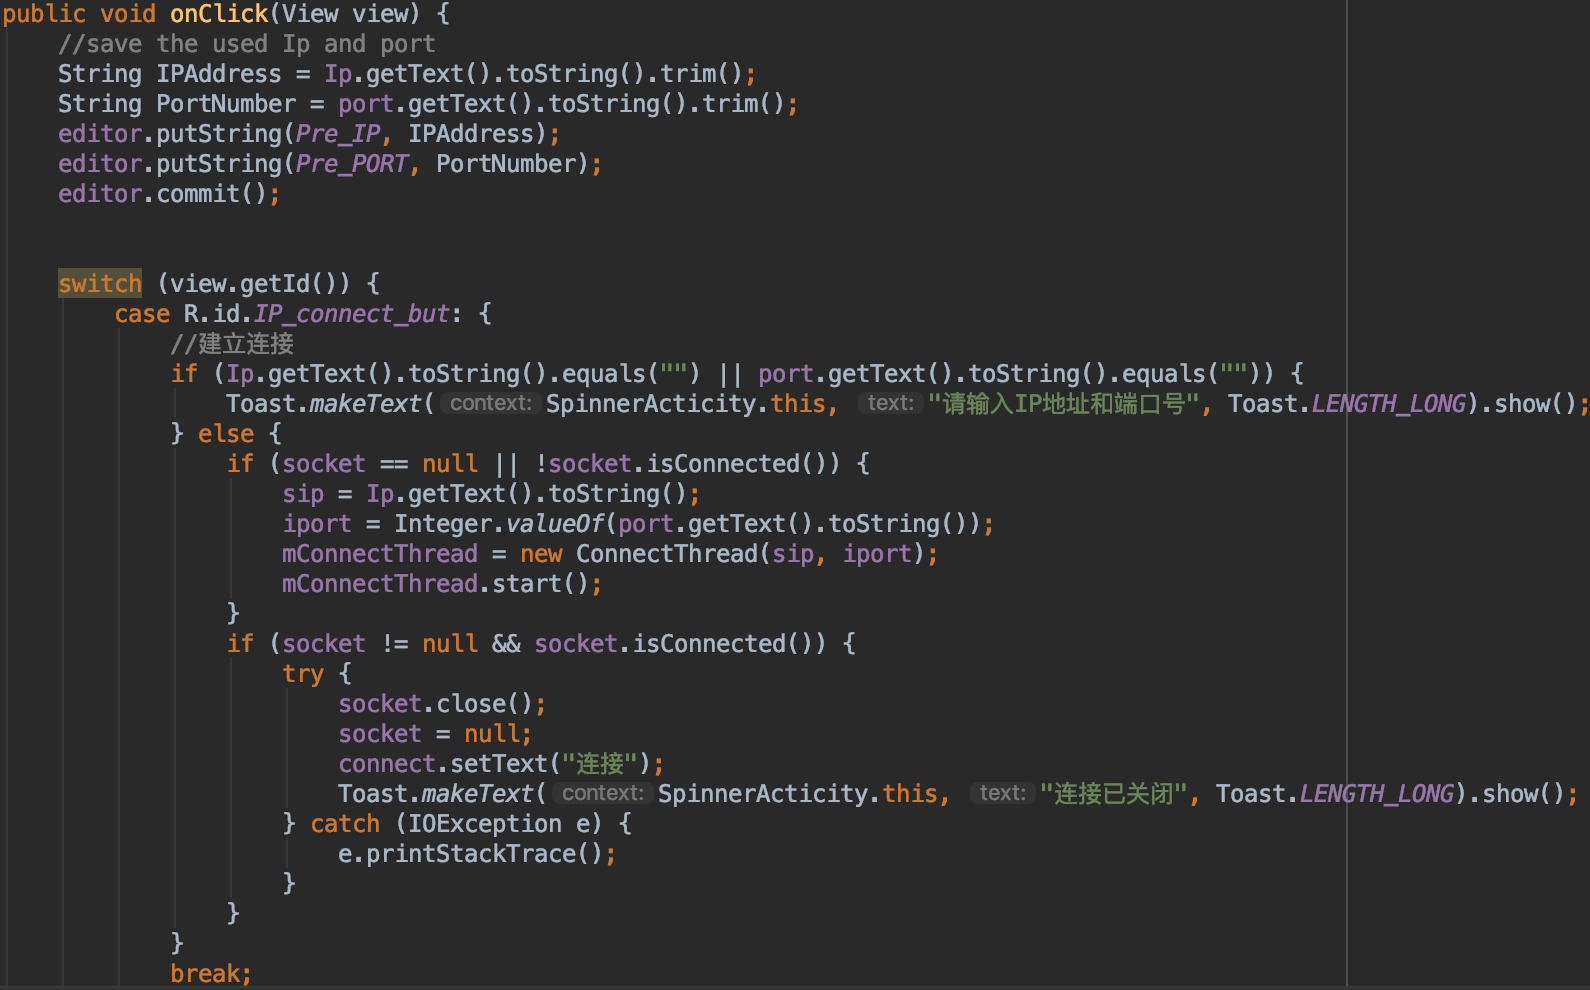 public void onClick(View view) {
    //save the used Ip and port
    String IPAddress = Ip.getText().toString().trim();
    String PortNumber = port.getText().toString().trim();
    editor.putString(Pre_IP, IPAddress);
    editor.putString(Pre_PORT, PortNumber);
    editor.commit();
    switch (view.getId()) {
        case R.id.IP_connect_but: {
            //建立连接
            if (Ip.getText().toString().equals("") || port.getText().toString().equals("")) {
                Toast.makeText( context: SpinnerActicity.this, text: "请输入IP地址和端口号", Toast.LENGTH_LONG).show();
            } else {
                if (socket == null || !socket.isConnected()) {
                    sip = Ip.getText().toString();
                    iport = Integer.valueOf(port.getText().toString());
                    mConnectThread = new ConnectThread(sip, iport);
                    mConnectThread.start();
                }
                if (socket != null && socket.isConnected()) {
                    try {
                        socket.close();
                        socket = null;
                        connect.setText("连接");
                        Toast.makeText( context: SpinnerActicity.this, text: "连接已关闭", Toast.LENGTH_LONG).show();
                    } catch (IOException e) {
                        e.printStackTrace();
                    }
                }
            }
            break;